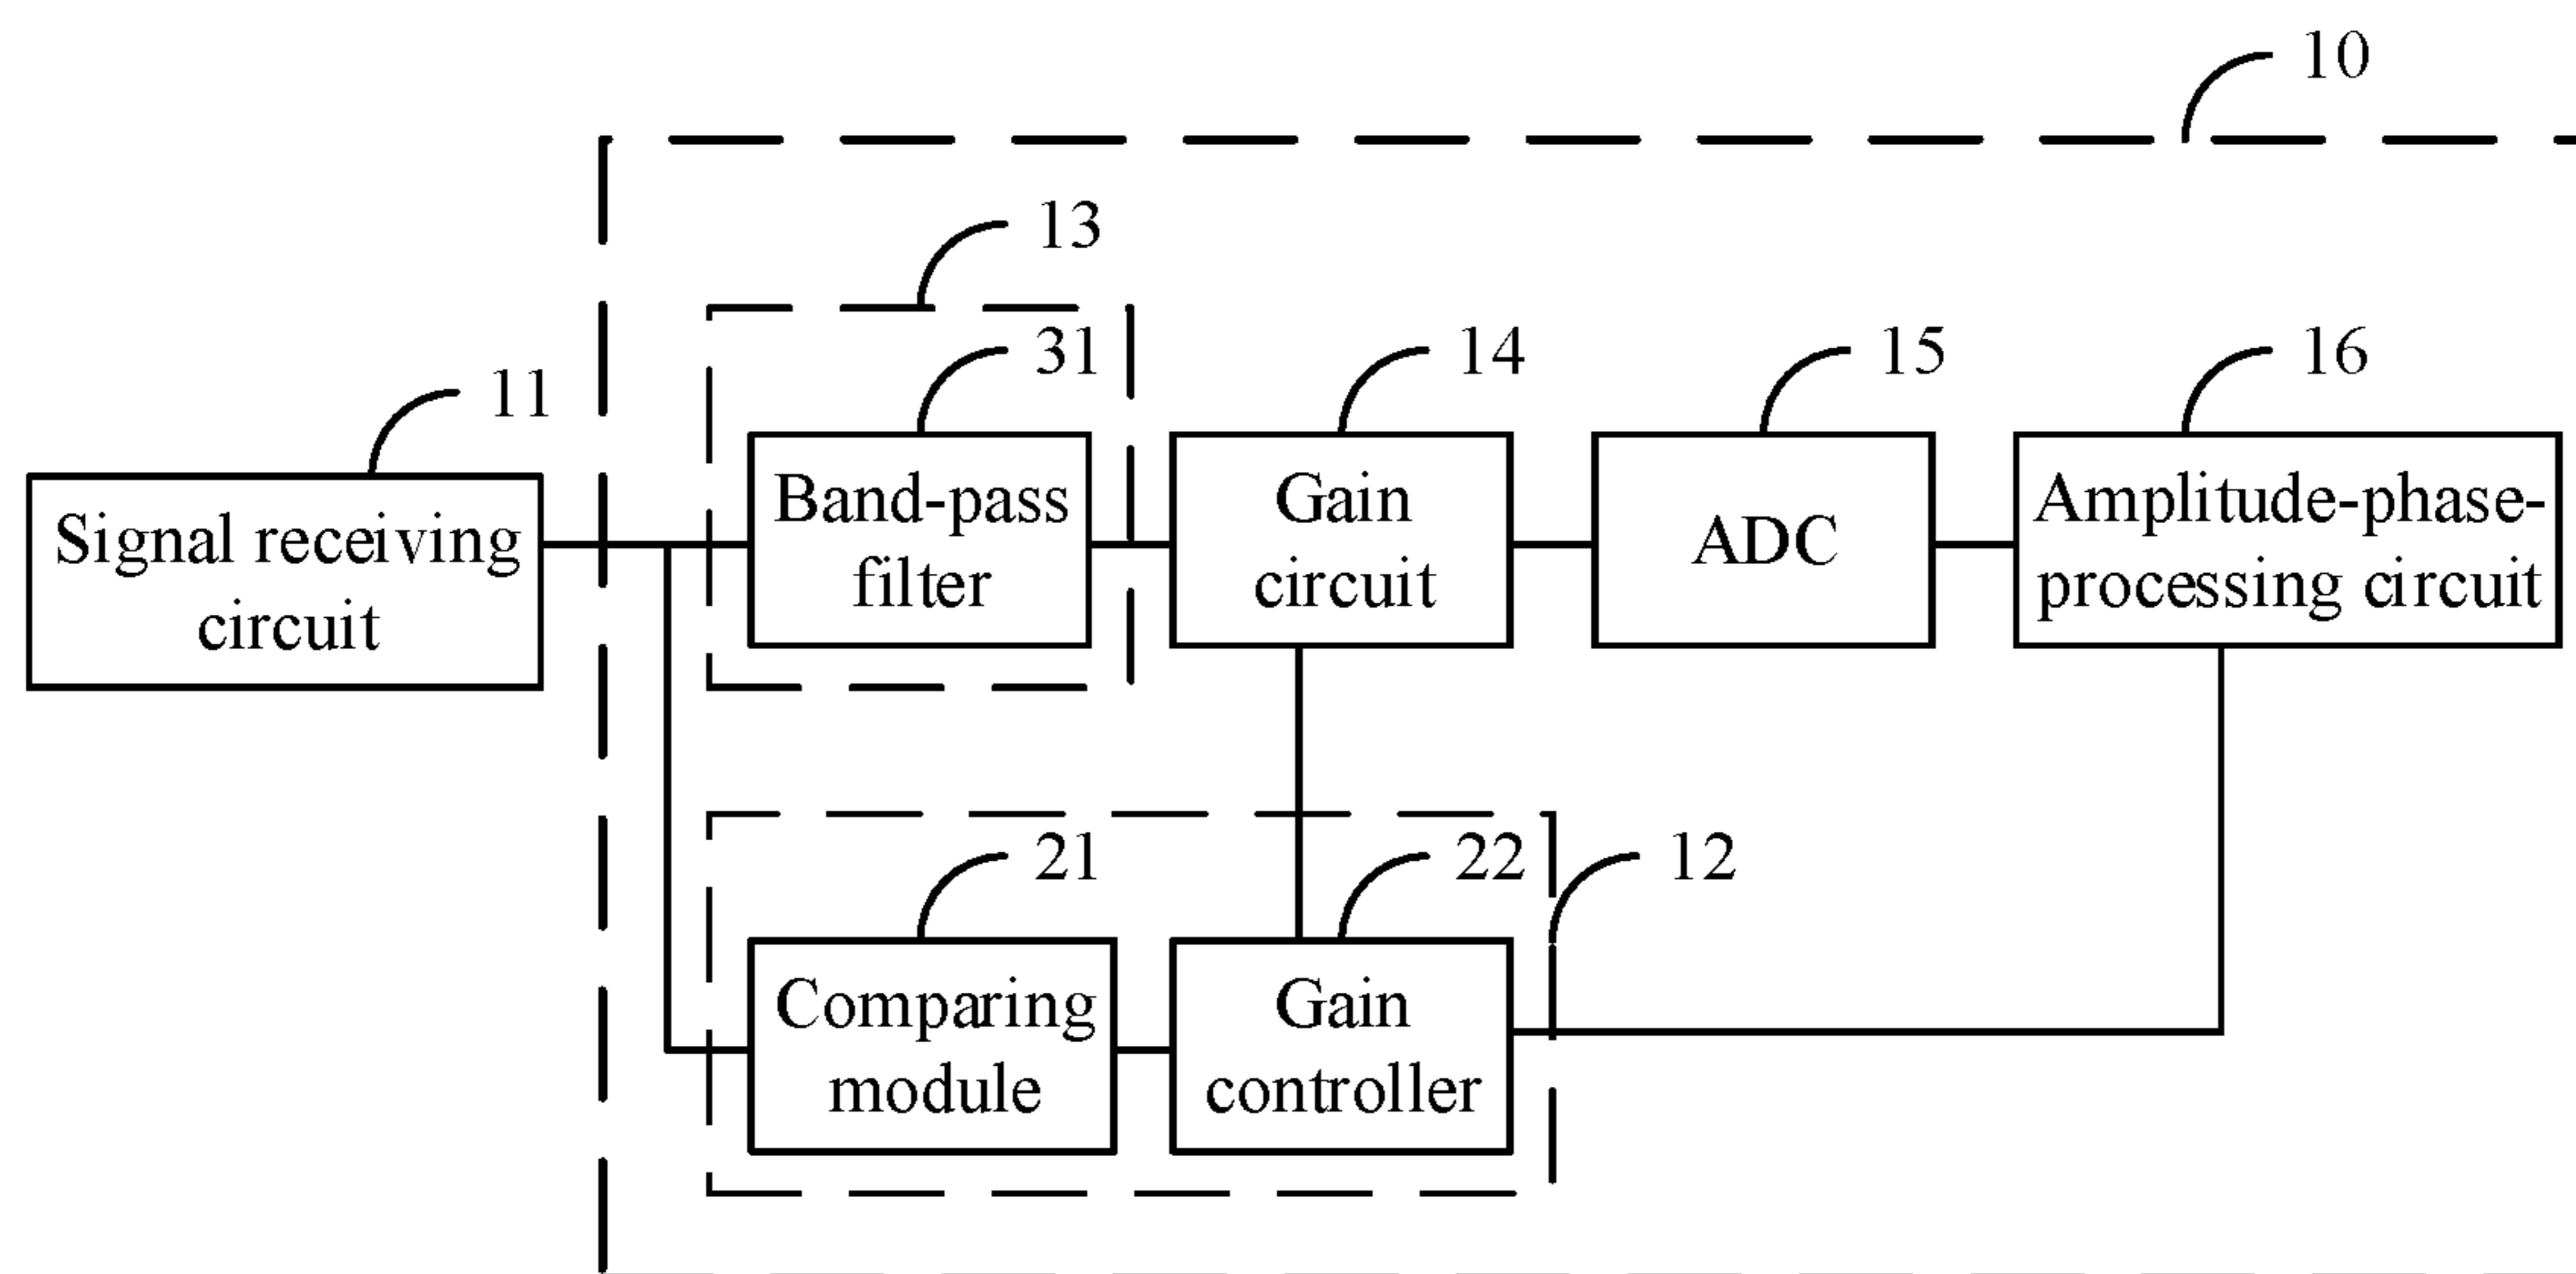 10
13
31
14
15
16
11
Signal receiving
circuit
Band-pass
filter
Gain
circuit
ADC
Amplitude-phase-
processing circuit
21
22
12
Comparing
module
Gain
controller